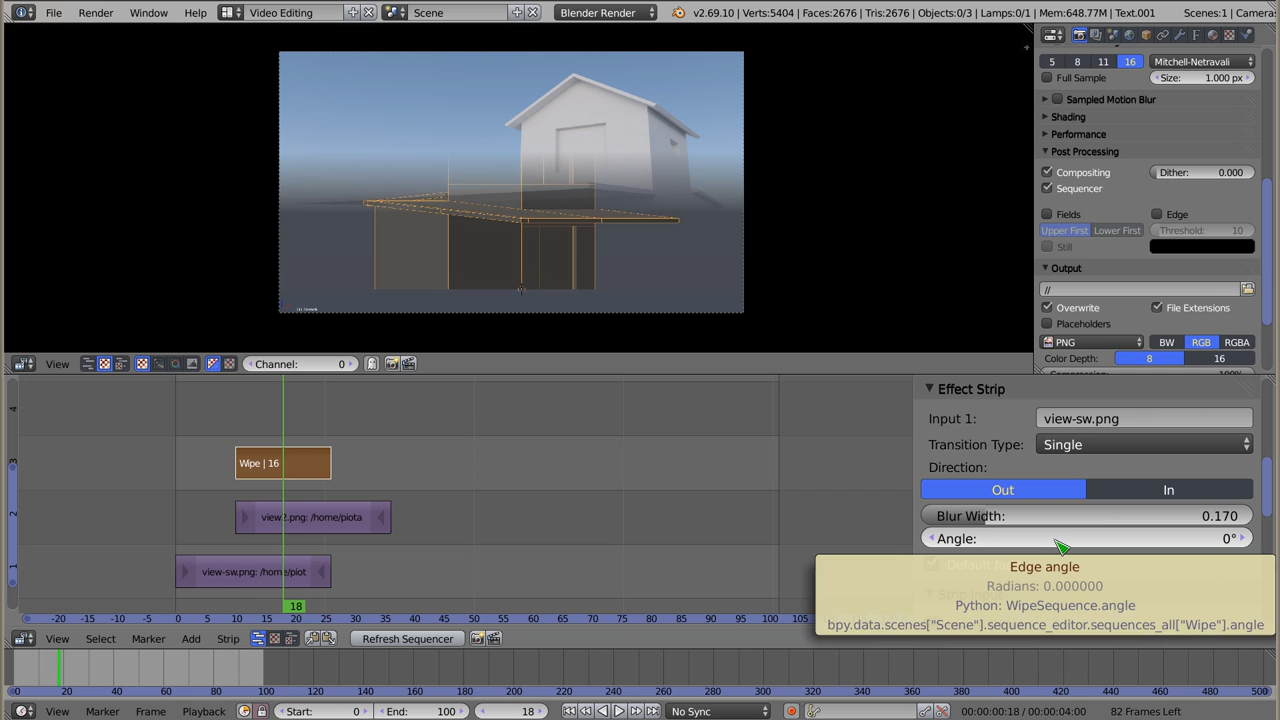 File Render Window Help Video Editing Scene Blender Render v2.69.10 | Verts:5404 | Faces:2676 | Tris:2676 | Objects:0/3 | Lamps:0/1 | Mem:648.77M | Text.001 Scenes:1 | Camera
5 8 11 16 Mitchell-Netravali
Full Sample Size: 1.000 px
Sampled Motion Blur
Shading
Performance
Post Processing
Compositing Dither: 0.000
Sequencer
Fields Edge
Upper First Lower First Threshold: 10
Still
Output
//
Overwrite File Extensions
Placeholders
PNG BW RGB RGBA
Color Depth: 8 16
View Channel: 0
Effect Strip
Input 1: view-sw.png
Transition Type: Single
Direction:
Out In
Blur Width: 0.170
Angle: 0°
Edge angle
Radians: 0.000000
Python: WipeSequence.angle
bpy.data.scenes["Scene"].sequence_editor.sequences_all["Wipe"].angle
4
3
Wipe | 16
2
view2.png: /home/piota
1
view-sw.png: /home/piot
18
-20 -15 -10 -5 0 5 10 15 20 25 30 35 40 45 50 55 60 65 70 75 80 85 90 95 100 105
View Select Marker Add Strip Refresh Sequencer
0 20 40 60 80 100 120 140 160 180 200 220 240 260 280 300 320 340 360 380 400 420 440 460 480 500
View Marker Frame Playback Start: 0 End: 100 18 No Sync 00:00:00:18 / 00:00:04:00 82 Frames Left